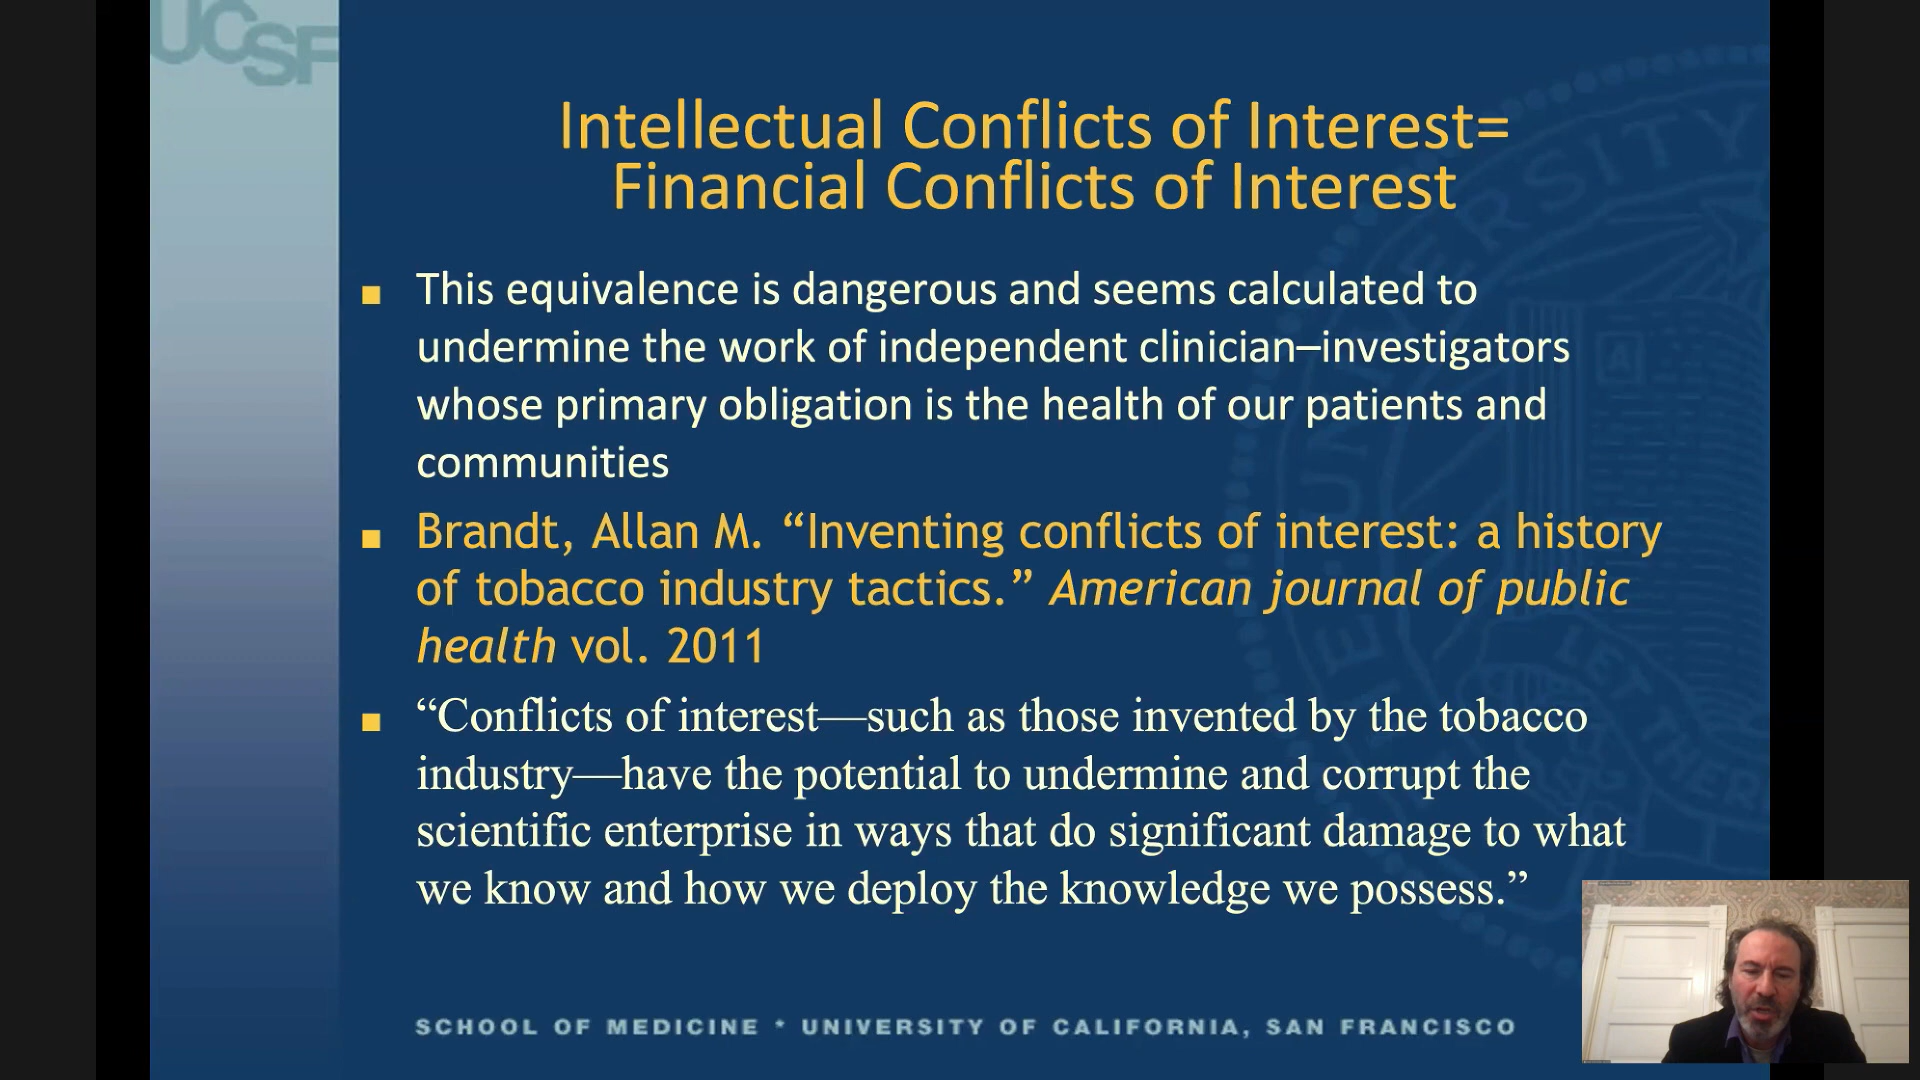 UCSF
Intellectual Conflicts of Interest=
Financial Conflicts of Interest
■ This equivalence is dangerous and seems calculated to
undermine the work of independent clinician–investigators
whose primary obligation is the health of our patients and
communities
■ Brandt, Allan M. “Inventing conflicts of interest: a history
of tobacco industry tactics.” American journal of public
health vol. 2011
■ “Conflicts of interest—such as those invented by the tobacco
industry—have the potential to undermine and corrupt the
scientific enterprise in ways that do significant damage to what
we know and how we deploy the knowledge we possess.”
SCHOOL OF MEDICINE * UNIVERSITY OF CALIFORNIA, SAN FRANCISCO
UNIVERSITY
LET THERE